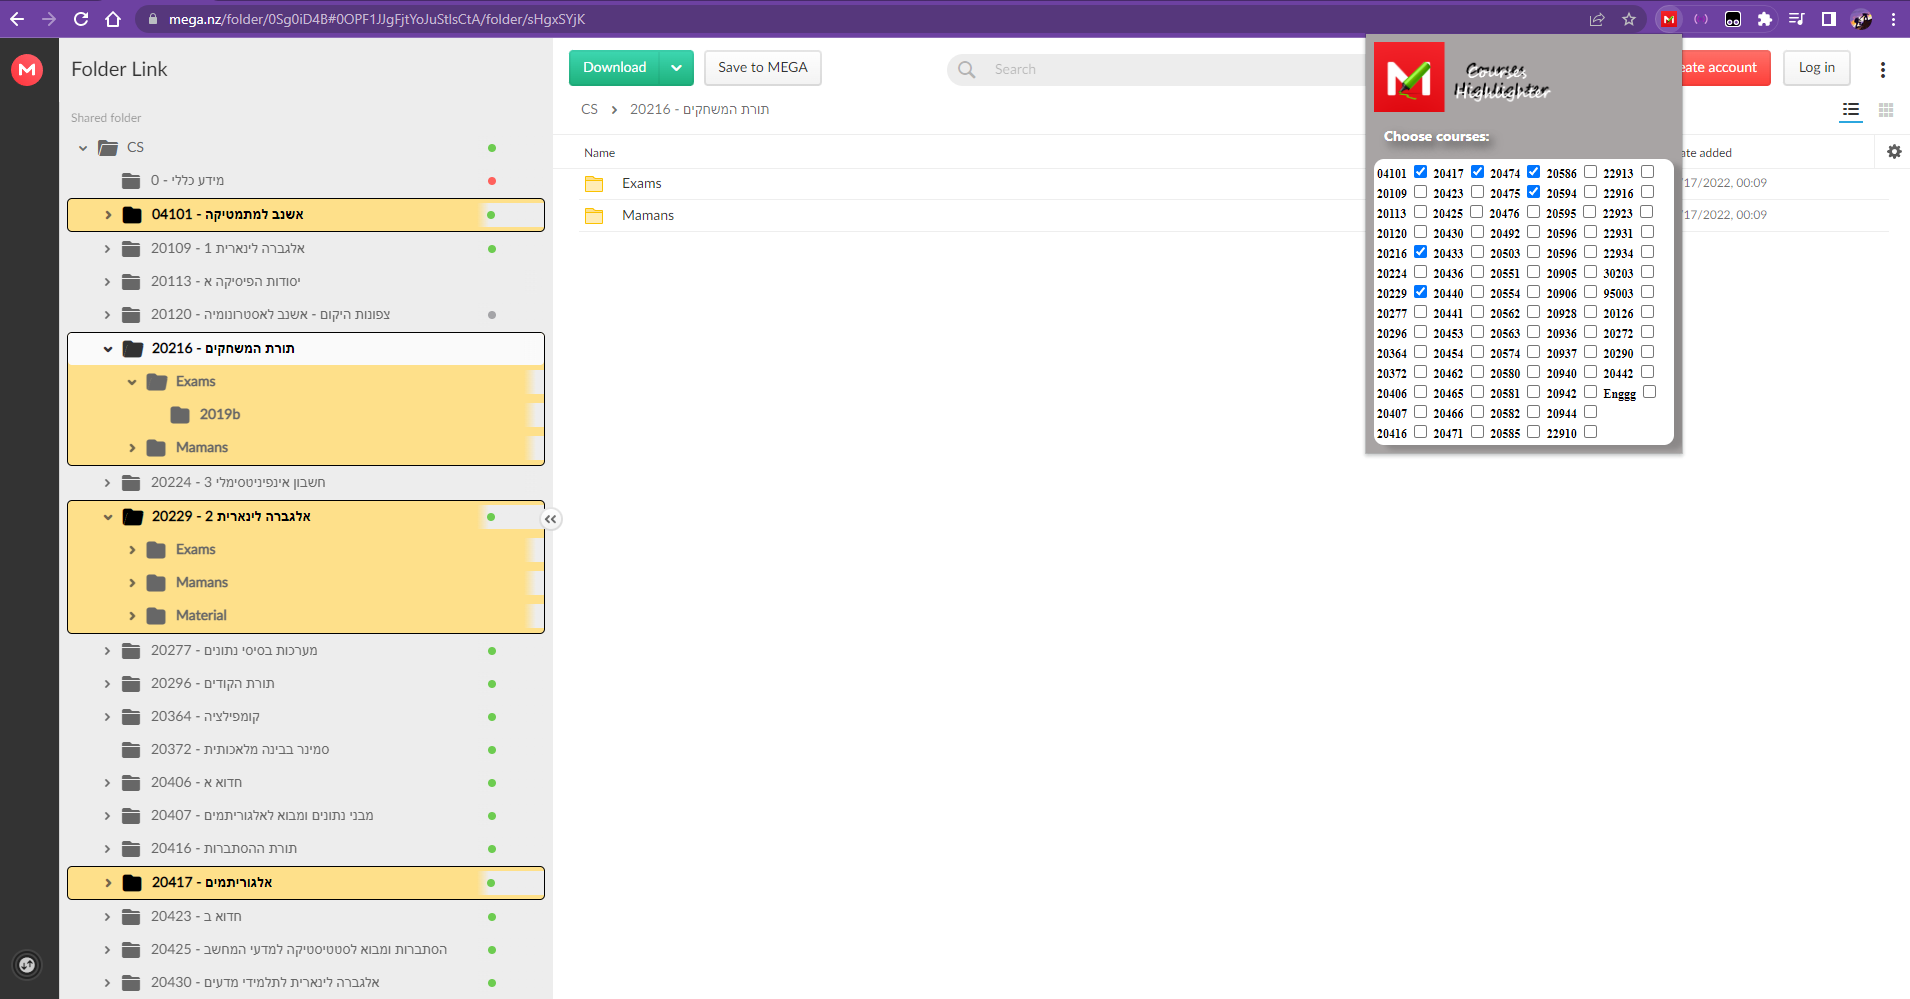 mega.nz/folder/0Sg0iD4B#0OPF1JJgFjtYoJuStlsCtA/folder/sHgxSYjK
Folder Link
Shared folder
CS
0 - מידע כללי
04101 - אשנב למתמטיקה
20109 - אלגברה לינארית 1
20113 - יסודות הפיסיקה א
20120 - צפונות היקום - אשנב לאסטרונומיה
20216 - תורת המשחקים
Exams
2019b
Mamans
20224 - חשבון אינפיניטסימלי 3
20229 - אלגברה לינארית 2
Exams
Mamans
Material
20277 - מערכות בסיסי נתונים
20296 - תורת הקודים
20364 - קומפילציה
20372 - סמינר בבינה מלאכותית
20406 - חדוא א
20407 - מבני נתונים ומבוא לאלגוריתמים
20416 - תורת ההסתברות
20417 - אלגוריתמים
20423 - חדוא ב
20425 - הסתברות ומבוא לסטטיסטיקה למדעי המחשב
20430 - אלגברה לינארית לתלמידי מדעים
Download
Save to MEGA
Search
eate account
Log in
CS > 20216 - תורת המשחקים
Name
ate added
Exams
/17/2022, 00:09
Mamans
/17/2022, 00:09
M
Courses
Highlighter
Choose courses:
04101 20417 20474 20586 22913
20109 20423 20475 20594 22916
20113 20425 20476 20595 22923
20120 20430 20492 20596 22931
20216 20433 20503 20596 22934
20224 20436 20551 20905 30203
20229 20440 20554 20906 95003
20277 20441 20562 20928 20126
20296 20453 20563 20936 20272
20364 20454 20574 20937 20290
20372 20462 20580 20940 20442
20406 20465 20581 20942 Enggg
20407 20466 20582 20944
20416 20471 20585 22910